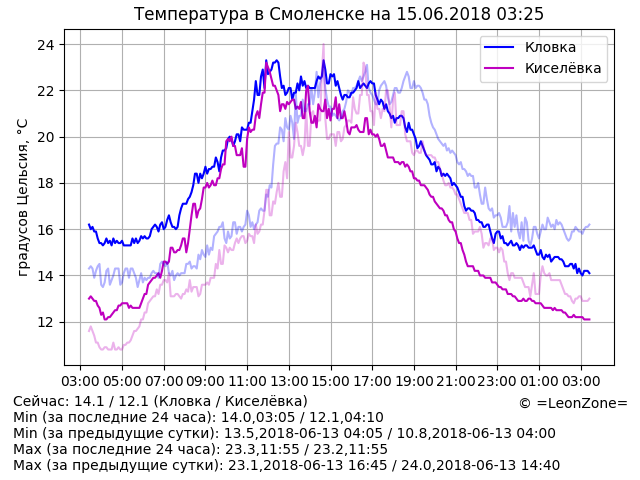 Температура в Смоленске на 15.06.2018 03:25
24
22
20
18
16
14
12
градусов Цельсия, °C
Кловка
Киселёвка
03:00 05:00 07:00 09:00 11:00 13:00 15:00 17:00 19:00 21:00 23:00 01:00 03:00
Сейчас: 14.1 / 12.1 (Кловка / Киселёвка)
© =LeonZone=
Min (за последние 24 часа): 14.0,03:05 / 12.1,04:10
Min (за предыдущие сутки): 13.5,2018-06-13 04:05 / 10.8,2018-06-13 04:00
Max (за последние 24 часа): 23.3,11:55 / 23.2,11:55
Max (за предыдущие сутки): 23.1,2018-06-13 16:45 / 24.0,2018-06-13 14:40